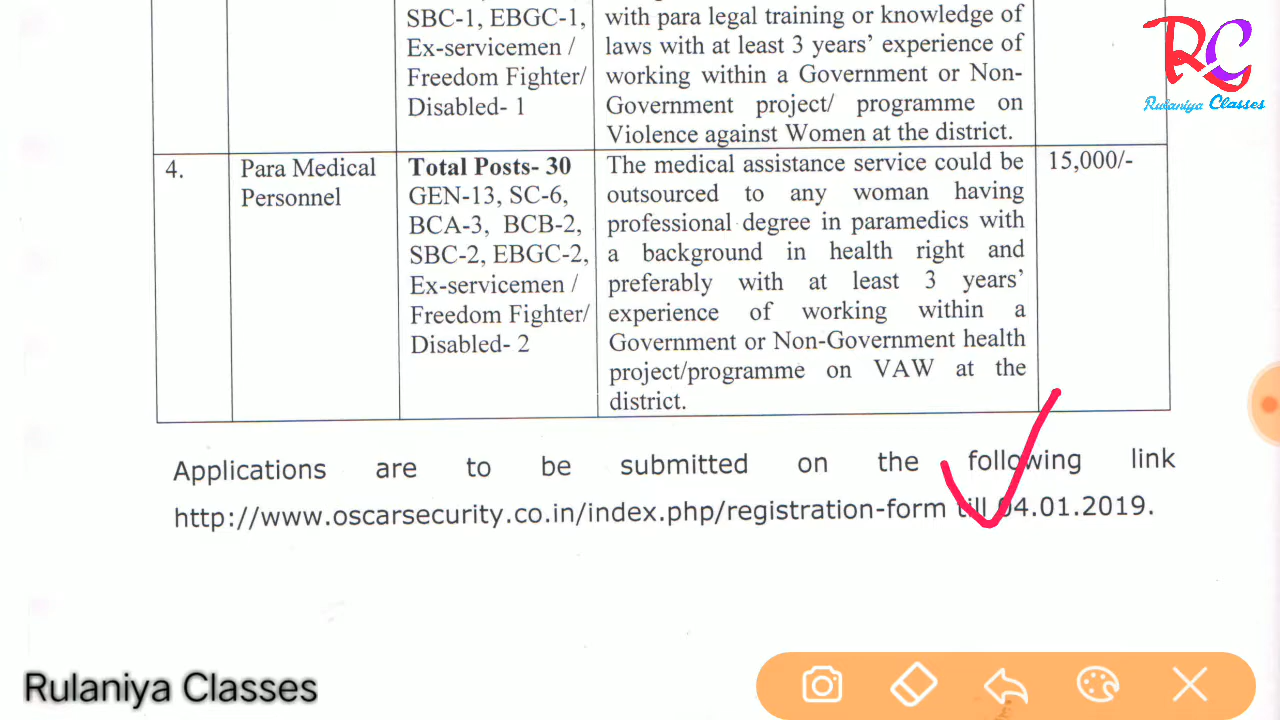 SBC-1, EBGC-1,
Ex-servicemen /
Freedom Fighter/
Disabled- 1
with para legal training or knowledge of
laws with at least 3 years’ experience of
working within a Government or Non-
Government project/ programme on
Violence against Women at the district.
RC
Rulaniya Classes
4.
Para Medical
Personnel
Total Posts- 30
GEN-13, SC-6,
BCA-3, BCB-2,
SBC-2, EBGC-2,
Ex-servicemen /
Freedom Fighter/
Disabled- 2
The medical assistance service could be
outsourced to any woman having
professional degree in paramedics with
a background in health right and
preferably with at least 3 years’
experience of working within a
Government or Non-Government health
project/programme on VAW at the
district.
15,000/-
Applications are to be submitted on the following link
http://www.oscarsecurity.co.in/index.php/registration-form till 04.01.2019.
Rulaniya Classes